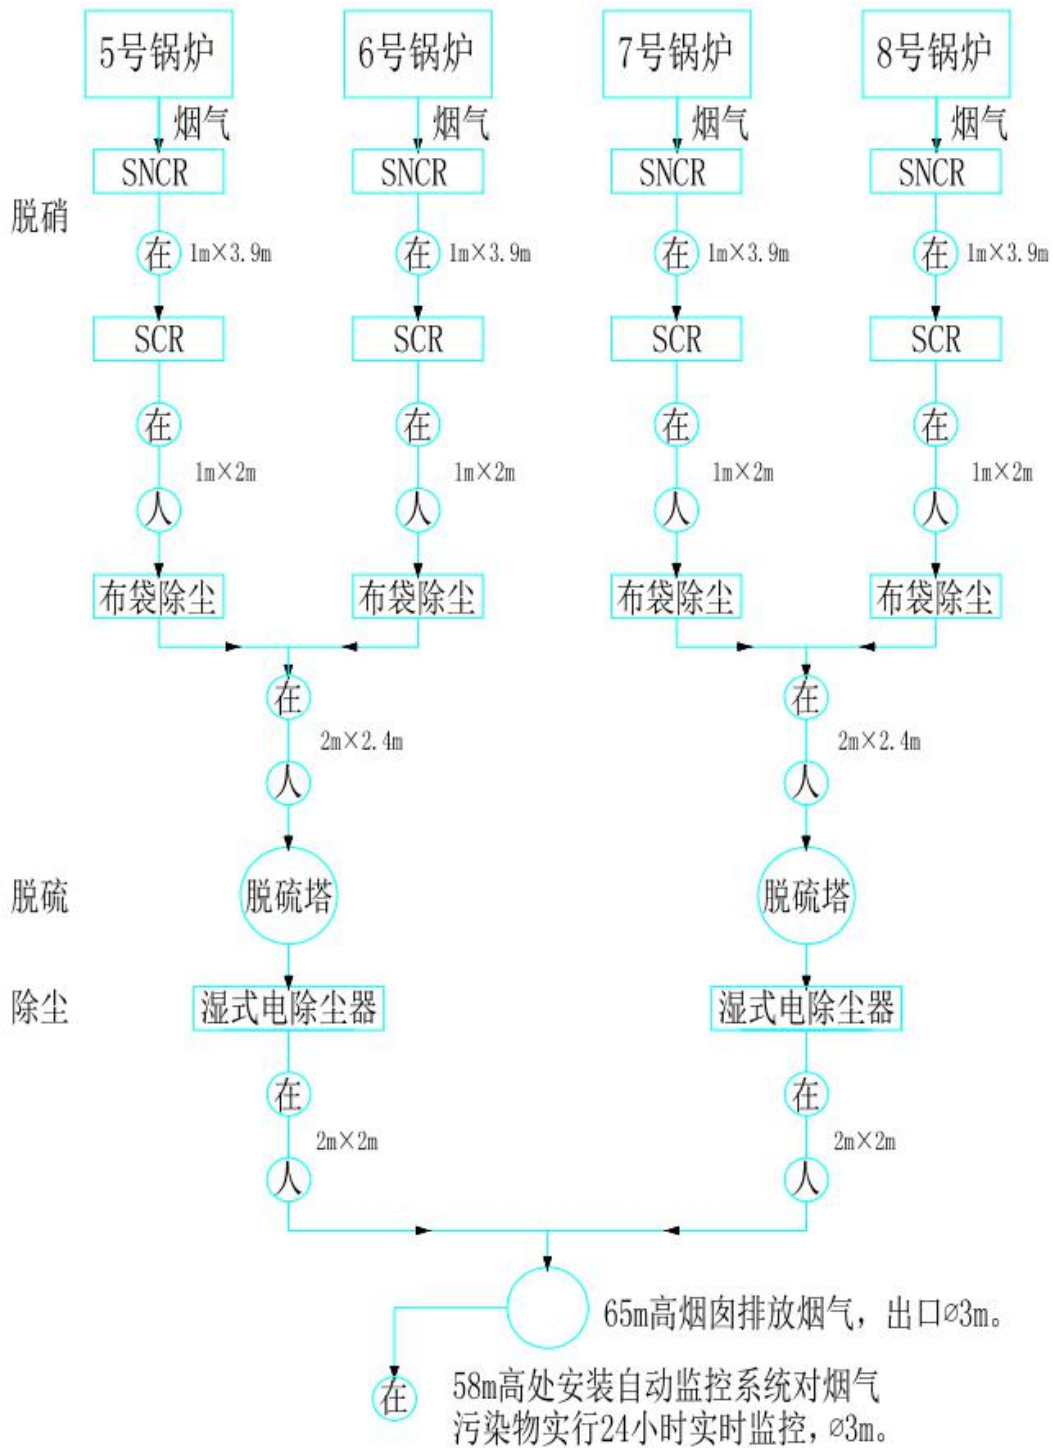 5号锅炉 6号锅炉 7号锅炉 8号锅炉
烟气 烟气 烟气 烟气
SNCR SNCR SNCR SNCR
脱硝
在 1m×3.9m 在 1m×3.9m 在 1m×3.9m 在 1m×3.9m
SCR SCR SCR SCR
在 在 在 在
1m×2m 1m×2m 1m×2m 1m×2m
人 人 人 人
布袋除尘 布袋除尘 布袋除尘 布袋除尘
在 在
2m×2.4m 2m×2.4m
人 人
脱硫 脱硫塔 脱硫塔
除尘 湿式电除尘器 湿式电除尘器
在 在
2m×2m 2m×2m
人 人
65m高烟囱排放烟气，出口⌀3m。
在
58m高处安装自动监控系统对烟气
污染物实行24小时实时监控，⌀3m。